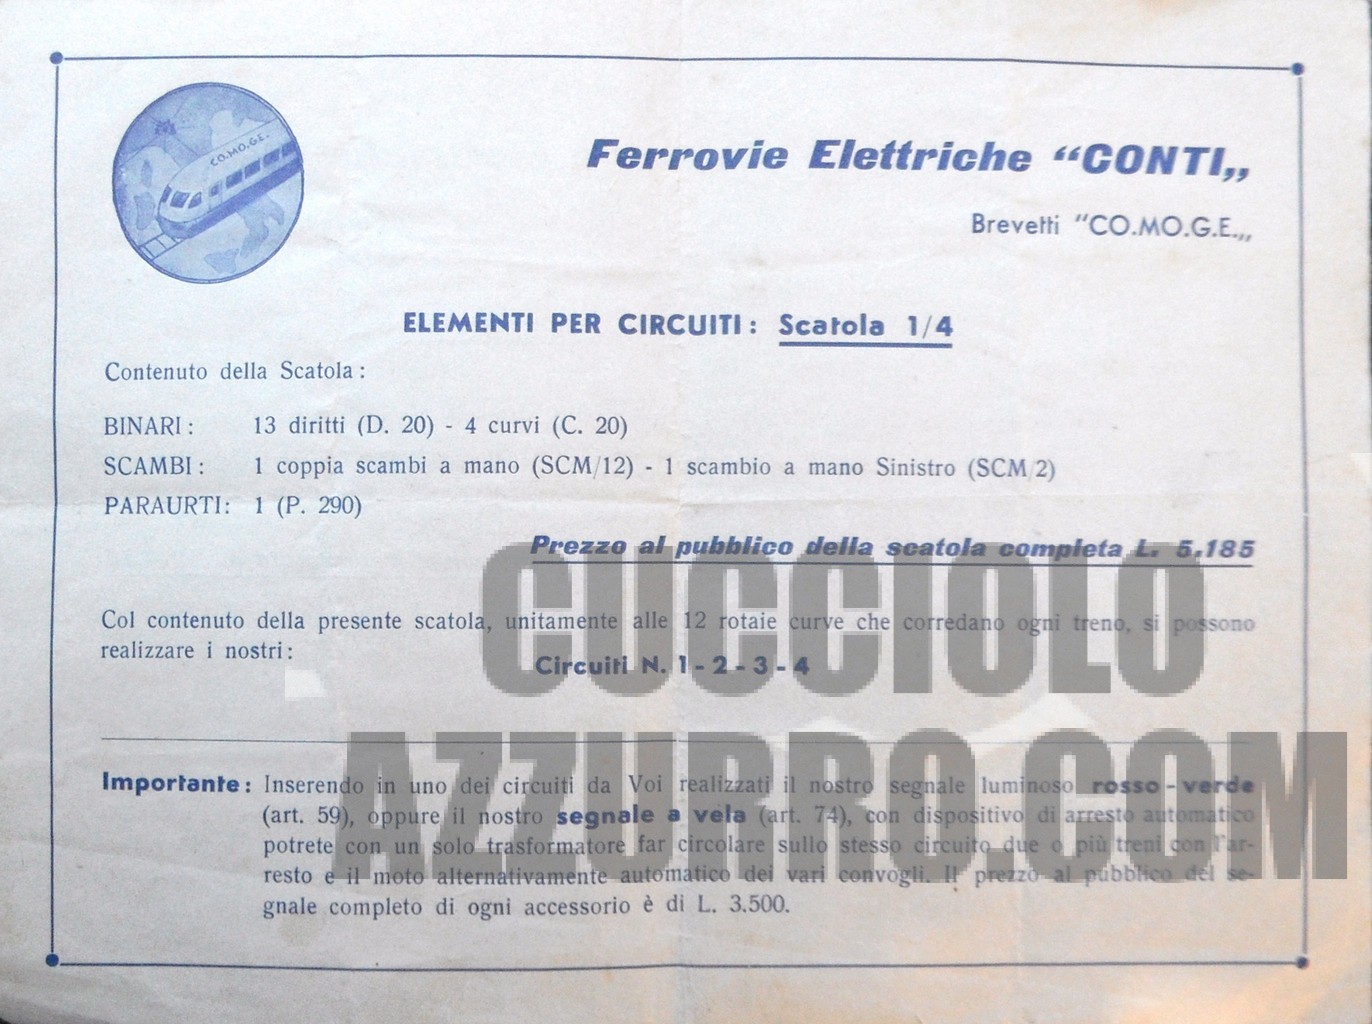 CO.MO.G.E.
Ferrovie Elettriche “CONTI„
Brevetti “CO.MO.G.E.„
ELEMENTI PER CIRCUITI: Scatola 1/4
Contenuto della Scatola:
BINARI: 13 diritti (D. 20) - 4 curvi (C. 20)
SCAMBI: 1 coppia scambi a mano (SCM/12) - 1 scambio a mano Sinistro (SCM/2)
PARAURTI: 1 (P. 290)
Prezzo al pubblico della scatola completa L. 5.185
Col contenuto della presente scatola, unitamente alle 12 rotaie curve che corredano ogni treno, si possono
realizzare i nostri:
Circuiti N. 1 - 2 - 3 - 4
Importante: Inserendo in uno dei circuiti da Voi realizzati il nostro segnale luminoso rosso-verde
(art. 59), oppure il nostro segnale a vela (art. 74), con dispositivo di arresto automatico
potrete con un solo trasformatore far circolare sullo stesso circuito due o più treni con l'ar-
resto e il moto alternativamente automatico dei vari convogli. Il prezzo al pubblico del se-
gnale completo di ogni accessorio è di L. 3.500.
CUCCIOLO
AZZURRO.COM